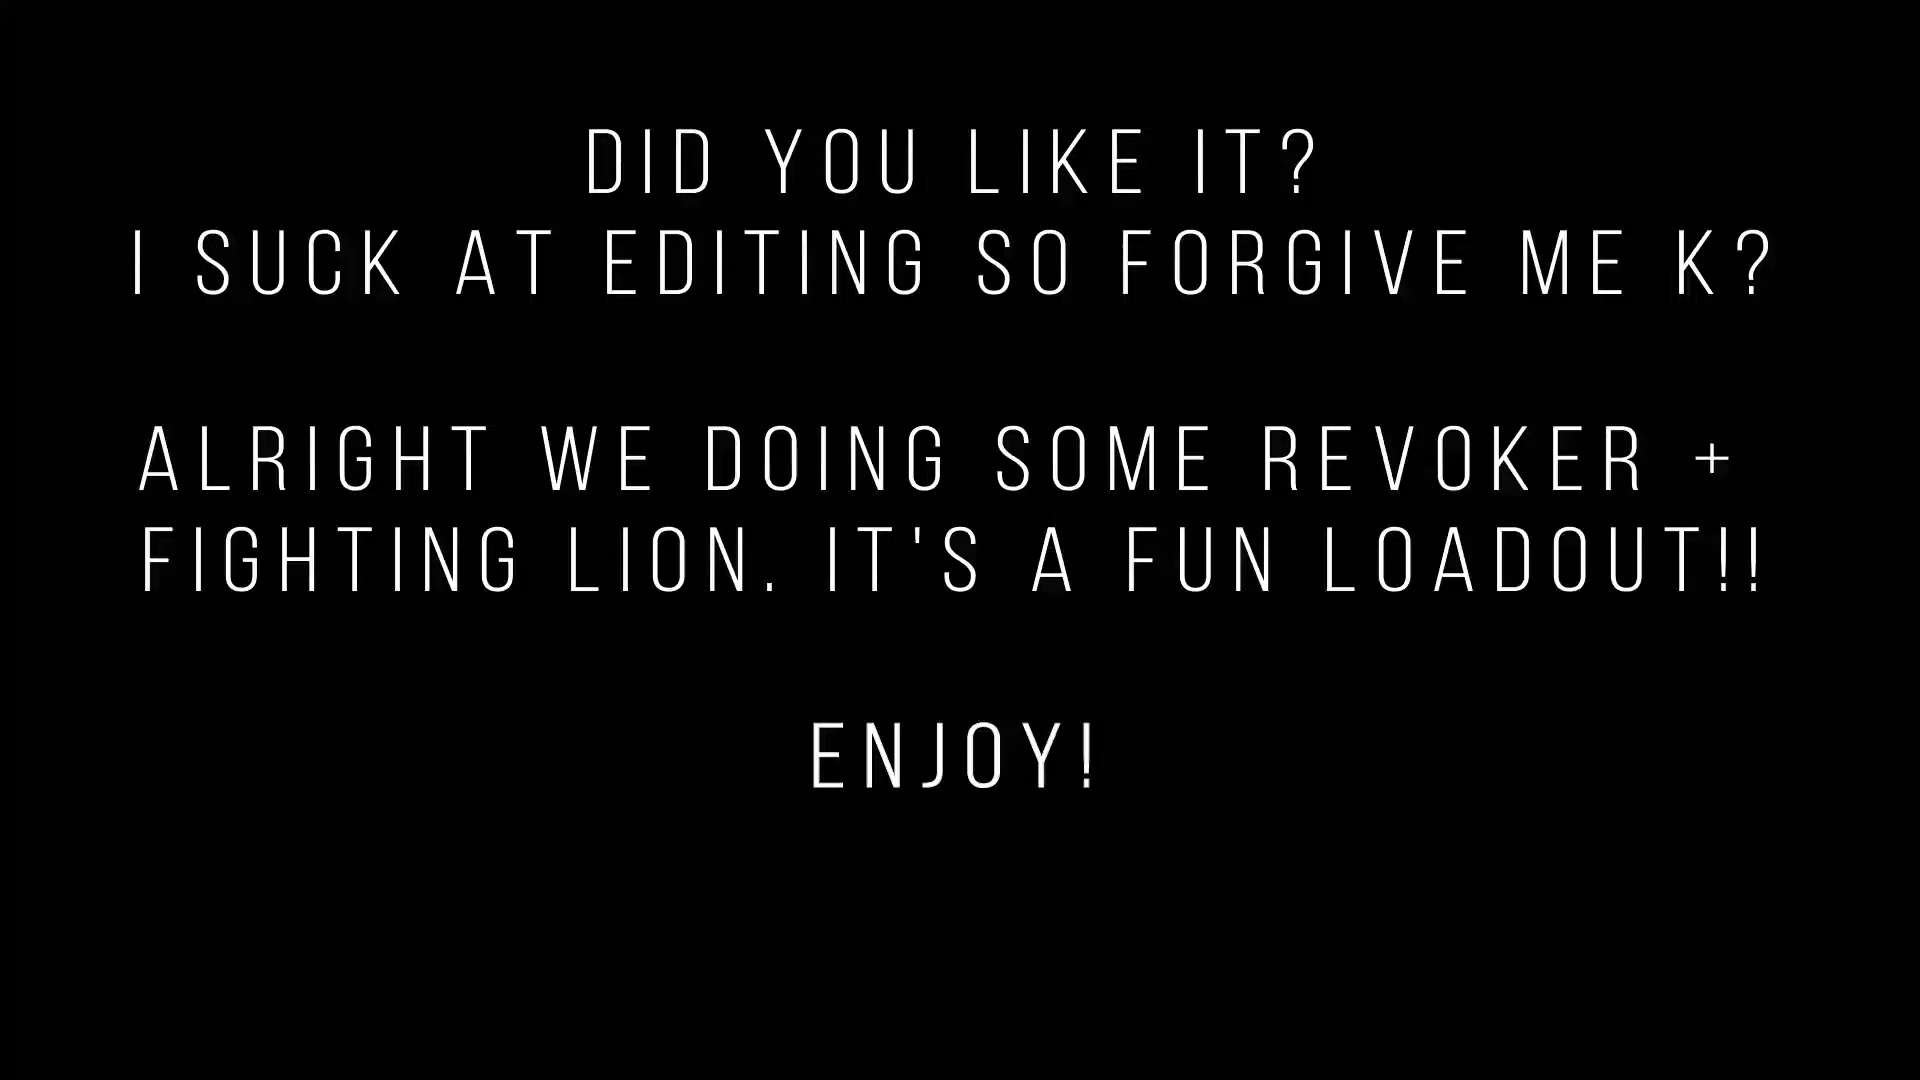 DID YOU LIKE IT?
I SUCK AT EDITING SO FORGIVE ME K?
ALRIGHT WE DOING SOME REVOKER +
FIGHTING LION. IT'S A FUN LOADOUT!!
ENJOY!